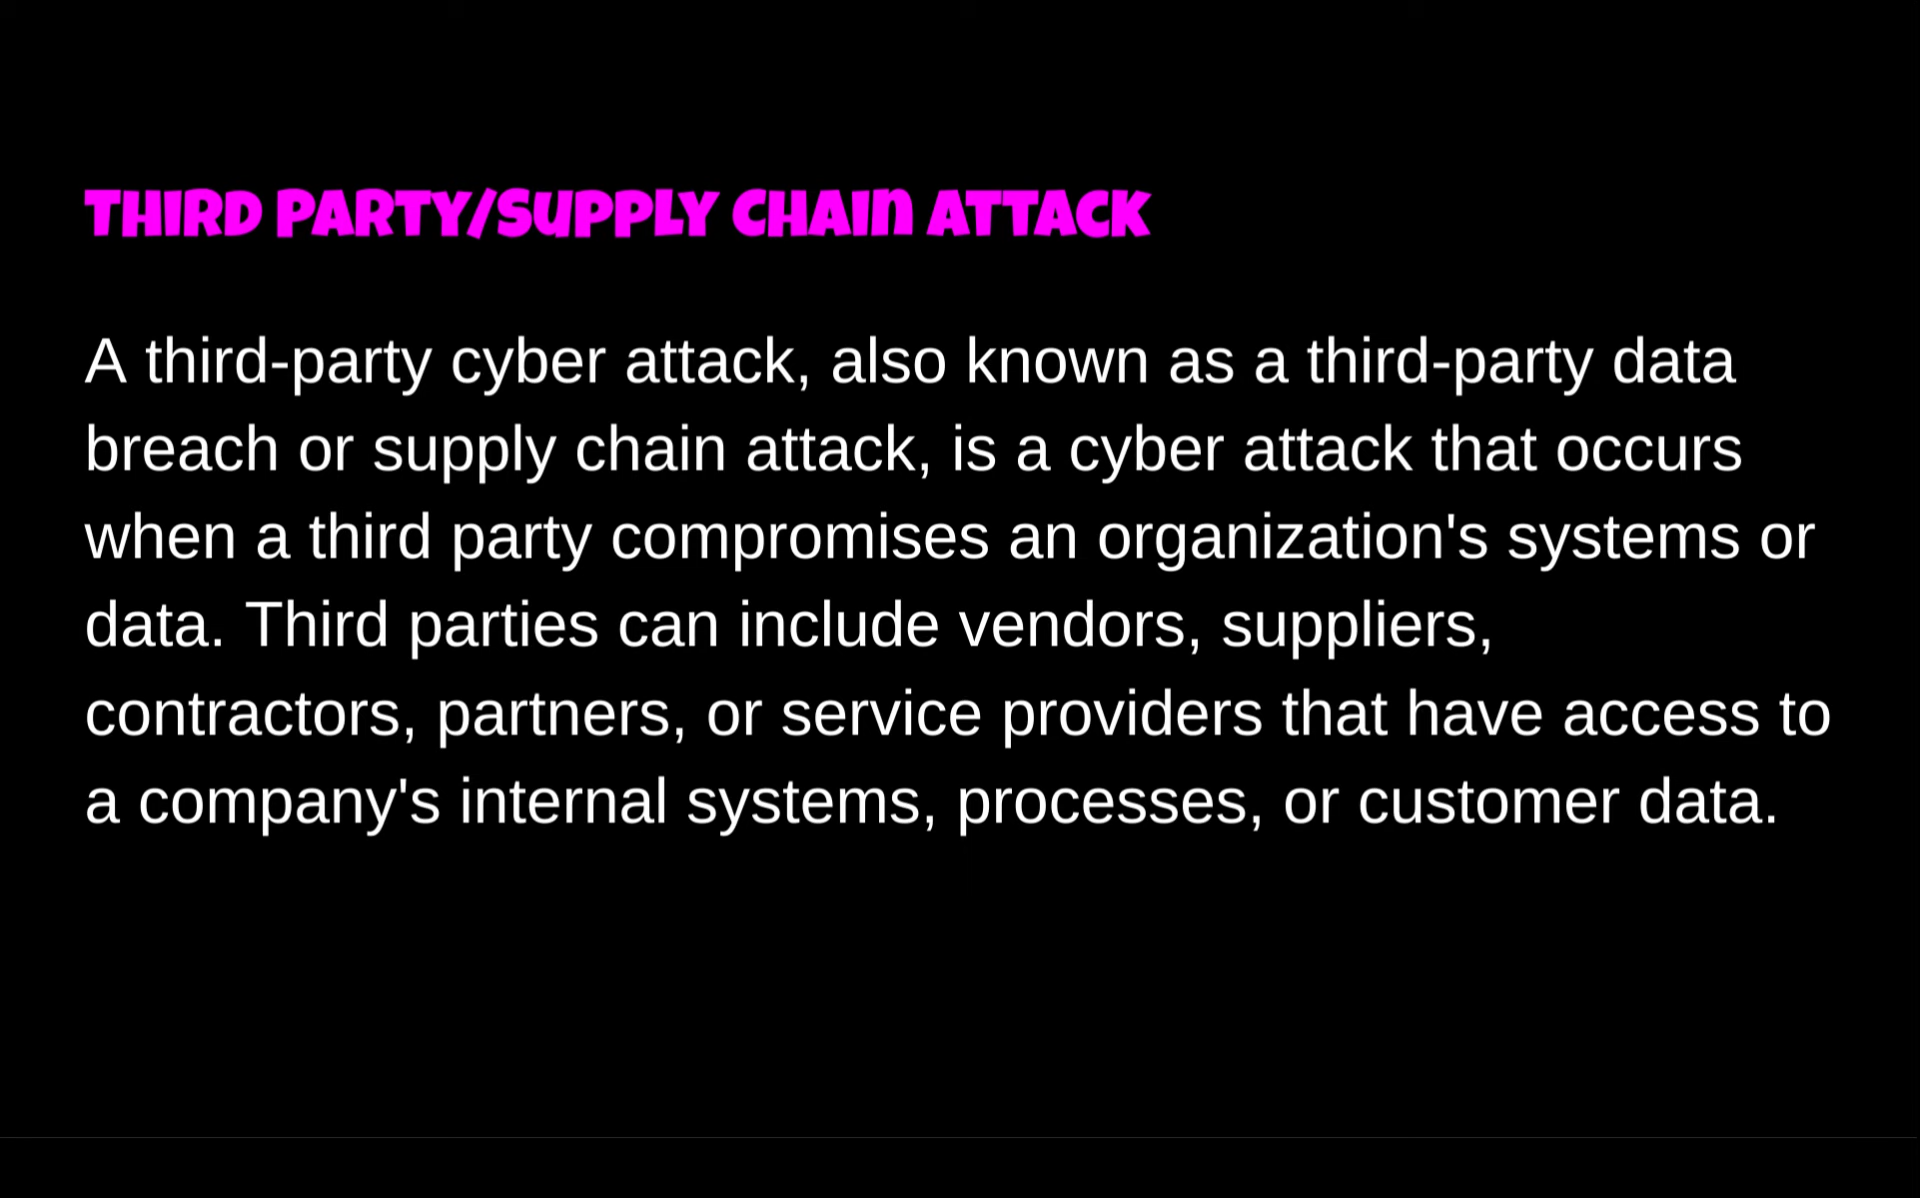 THIRD PARTY/SUPPLY CHAIN ATTACK
A third-party cyber attack, also known as a third-party data
breach or supply chain attack, is a cyber attack that occurs
when a third party compromises an organization's systems or
data. Third parties can include vendors, suppliers,
contractors, partners, or service providers that have access to
a company's internal systems, processes, or customer data.